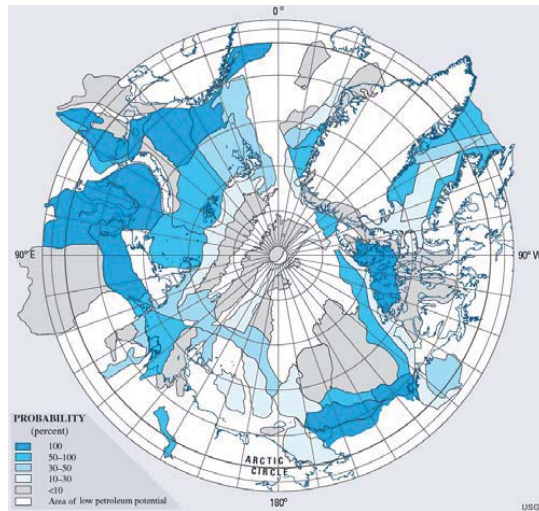 0°
90° E
90° W
PROBABILITY
(percent)
100
50–100
30–50
10–30
<10
Area of low petroleum potential
ARCTIC
CIRCLE
180°
USG